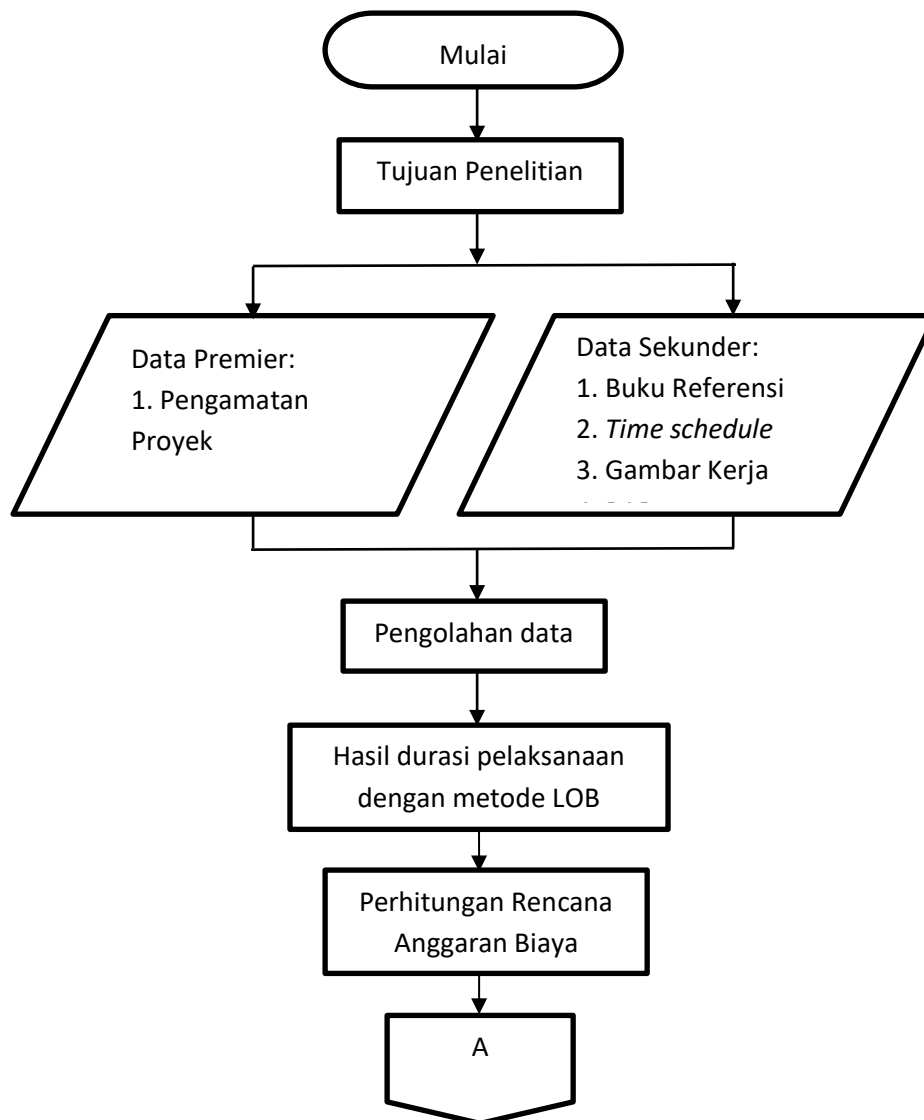 Mulai
Tujuan Penelitian
Data Premier:
1. Pengamatan
Proyek
Data Sekunder:
1. Buku Referensi
2. Time schedule
3. Gambar Kerja
Pengolahan data
Hasil durasi pelaksanaan
dengan metode LOB
Perhitungan Rencana
Anggaran Biaya
A